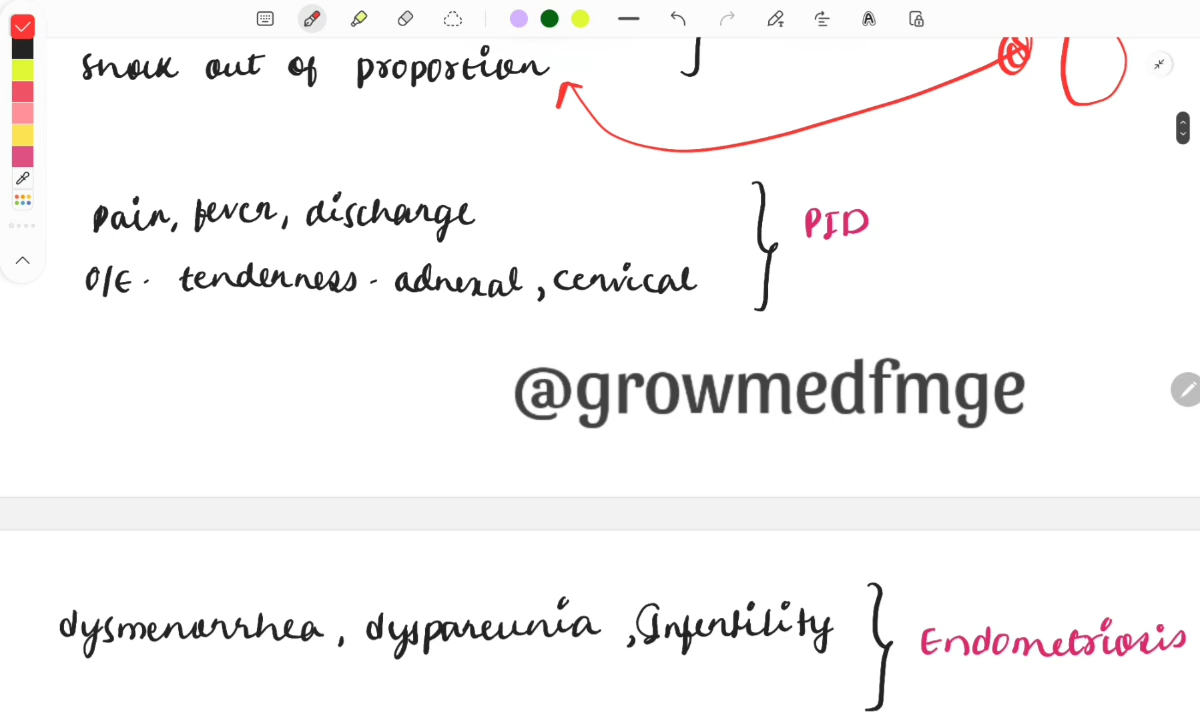 shock out of proportion
pain, fever, discharge
PID
O/E - tenderness - adnexal, cervical
@growmedfmge
dysmenorrhea, dyspareunia, Infertility
Endometriosis